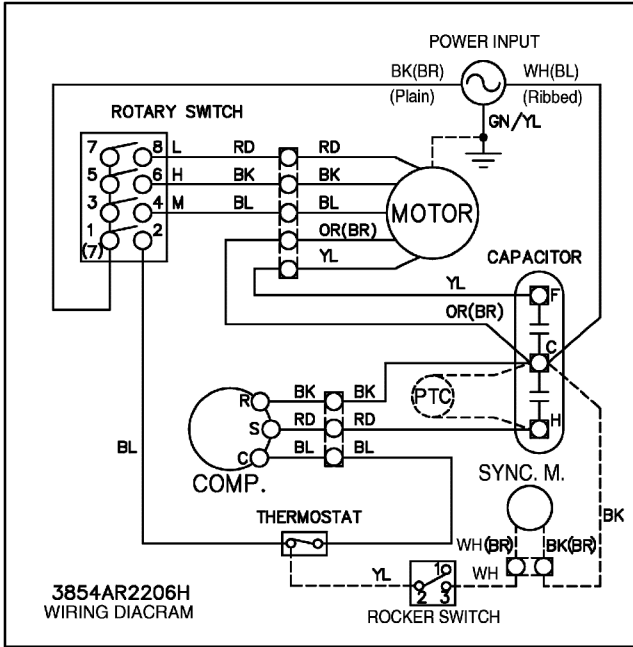 POWER INPUT
BK(BR) WH(BL)
(Plain) (Ribbed)
GN/YL
ROTARY SWITCH
7 8 L RD RD
5 6 H BK BK
3 4 M BL BL
MOTOR
1 2 OR(BR)
(7)
YL
CAPACITOR
YL F
OR(BR)
C
R BK BK
PTC
S RD RD H
C BL BL
COMP.
BL
SYNC. M.
BK
THERMOSTAT
WH(BR) BK(BR)
YL 1 WH
2 3
3854AR2206H
WIRING DIACRAM
ROCKER SWITCH